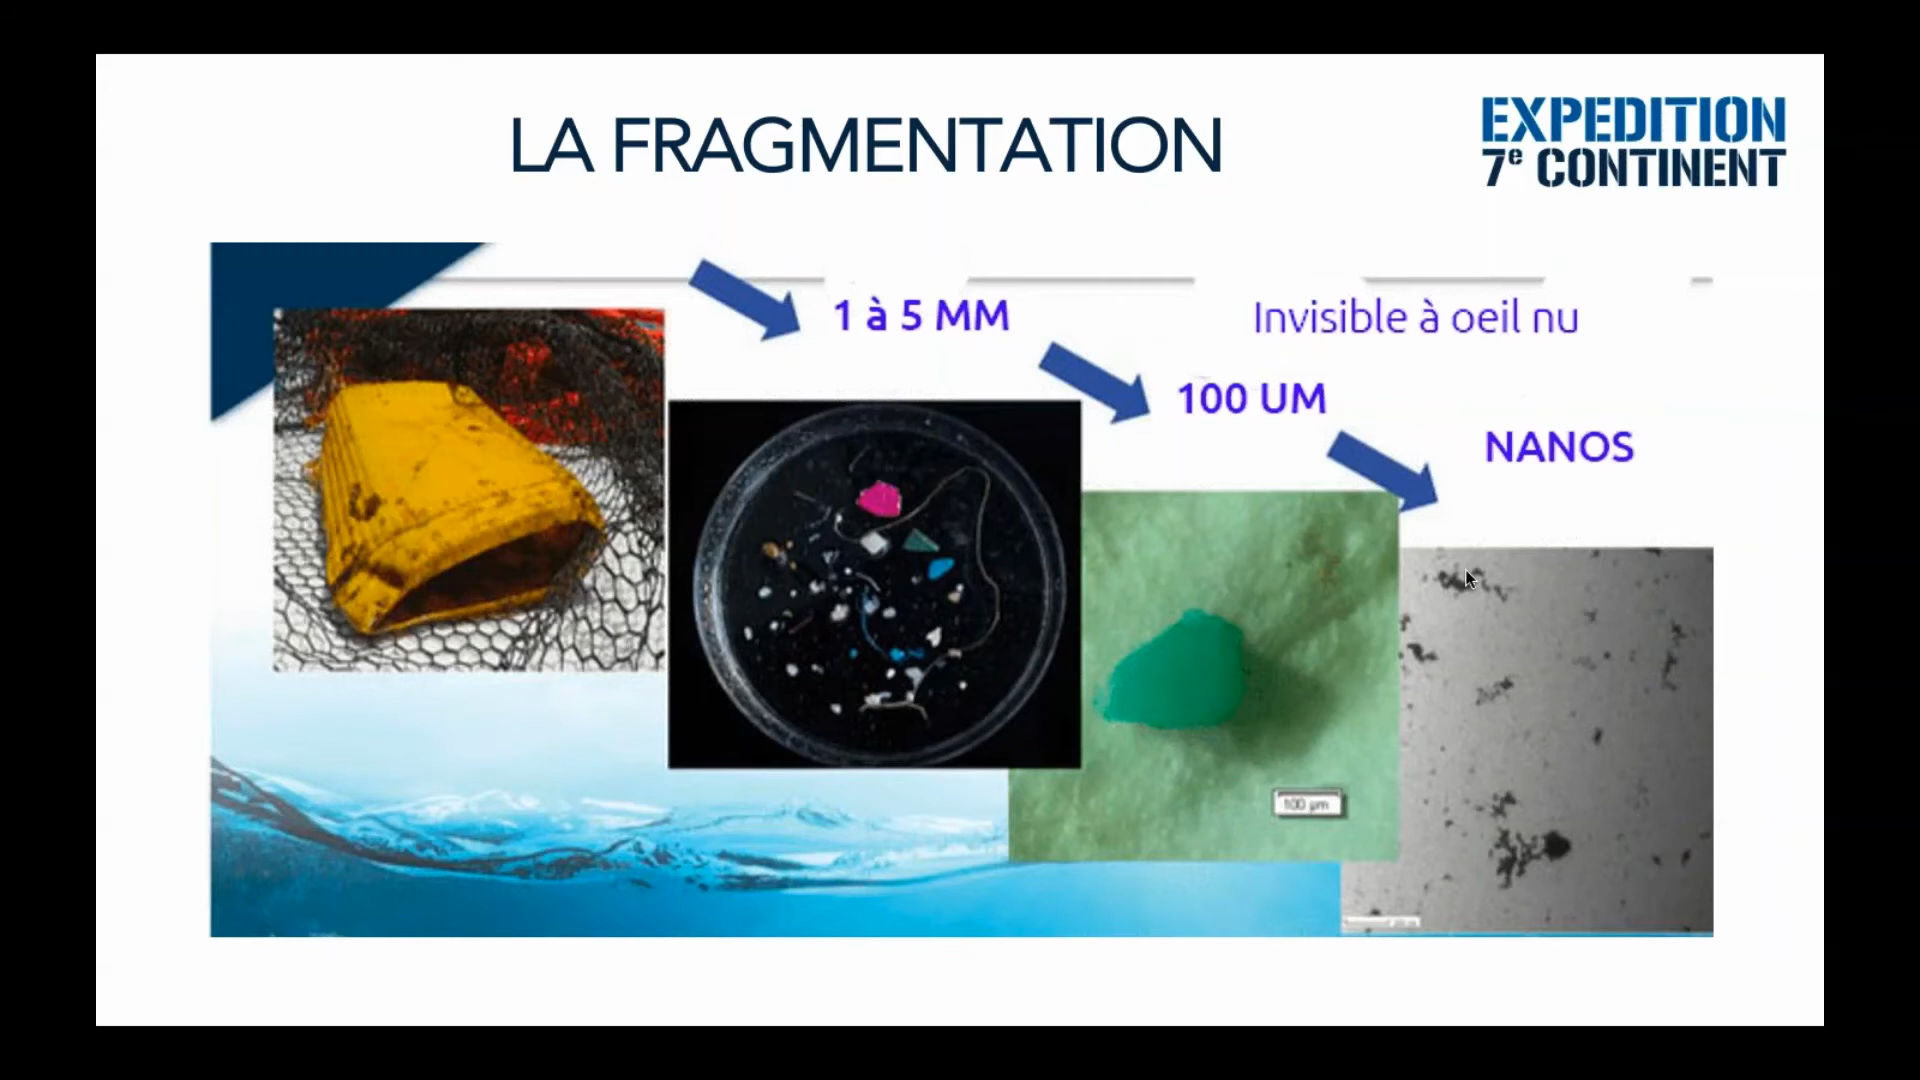 LA FRAGMENTATION
EXPEDITION
7e CONTINENT
1 à 5 MM
Invisible à oeil nu
100 UM
NANOS
100 µm